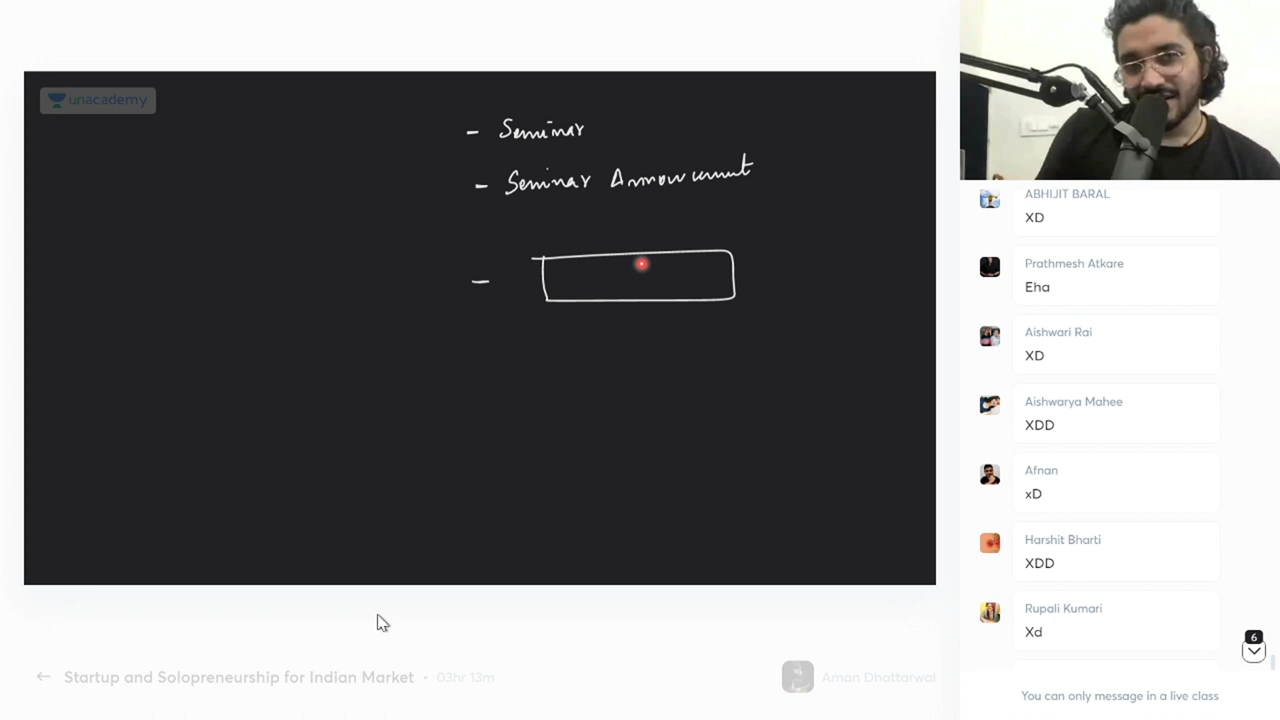 unacademy
- Seminar
- Seminar Announcement
-
ABHIJIT BARAL
XD
Prathmesh Atkare
Eha
Aishwari Rai
XD
Aishwarya Mahee
XDD
Afnan
xD
Harshit Bharti
XDD
Rupali Kumari
Xd
6
Startup and Solopreneurship for Indian Market • 03hr 13m
Aman Dhattarwal
You can only message in a live class